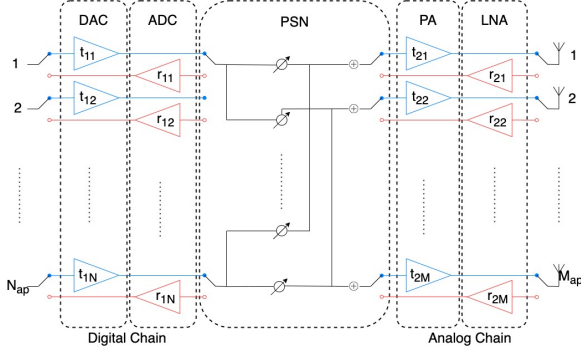 DAC ADC PSN PA LNA
1 t11 r11 t21 r21 1
2 t12 r12 t22 r22 2
Nap t1N r1N t2M r2M Map
Digital Chain Analog Chain